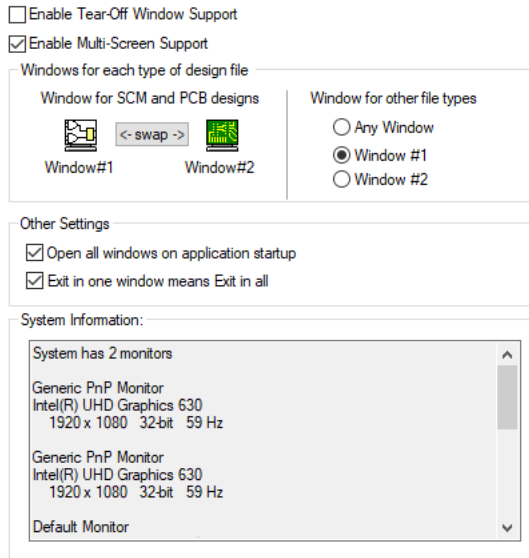 Enable Tear-Off Window Support
Enable Multi-Screen Support
Windows for each type of design file
Window for SCM and PCB designs
<- swap ->
Window#1
Window#2
Window for other file types
Any Window
Window #1
Window #2
Other Settings
Open all windows on application startup
Exit in one window means Exit in all
System Information:
System has 2 monitors
Generic PnP Monitor
Intel(R) UHD Graphics 630
1920 x 1080 32-bit 59 Hz
Generic PnP Monitor
Intel(R) UHD Graphics 630
1920 x 1080 32-bit 59 Hz
Default Monitor